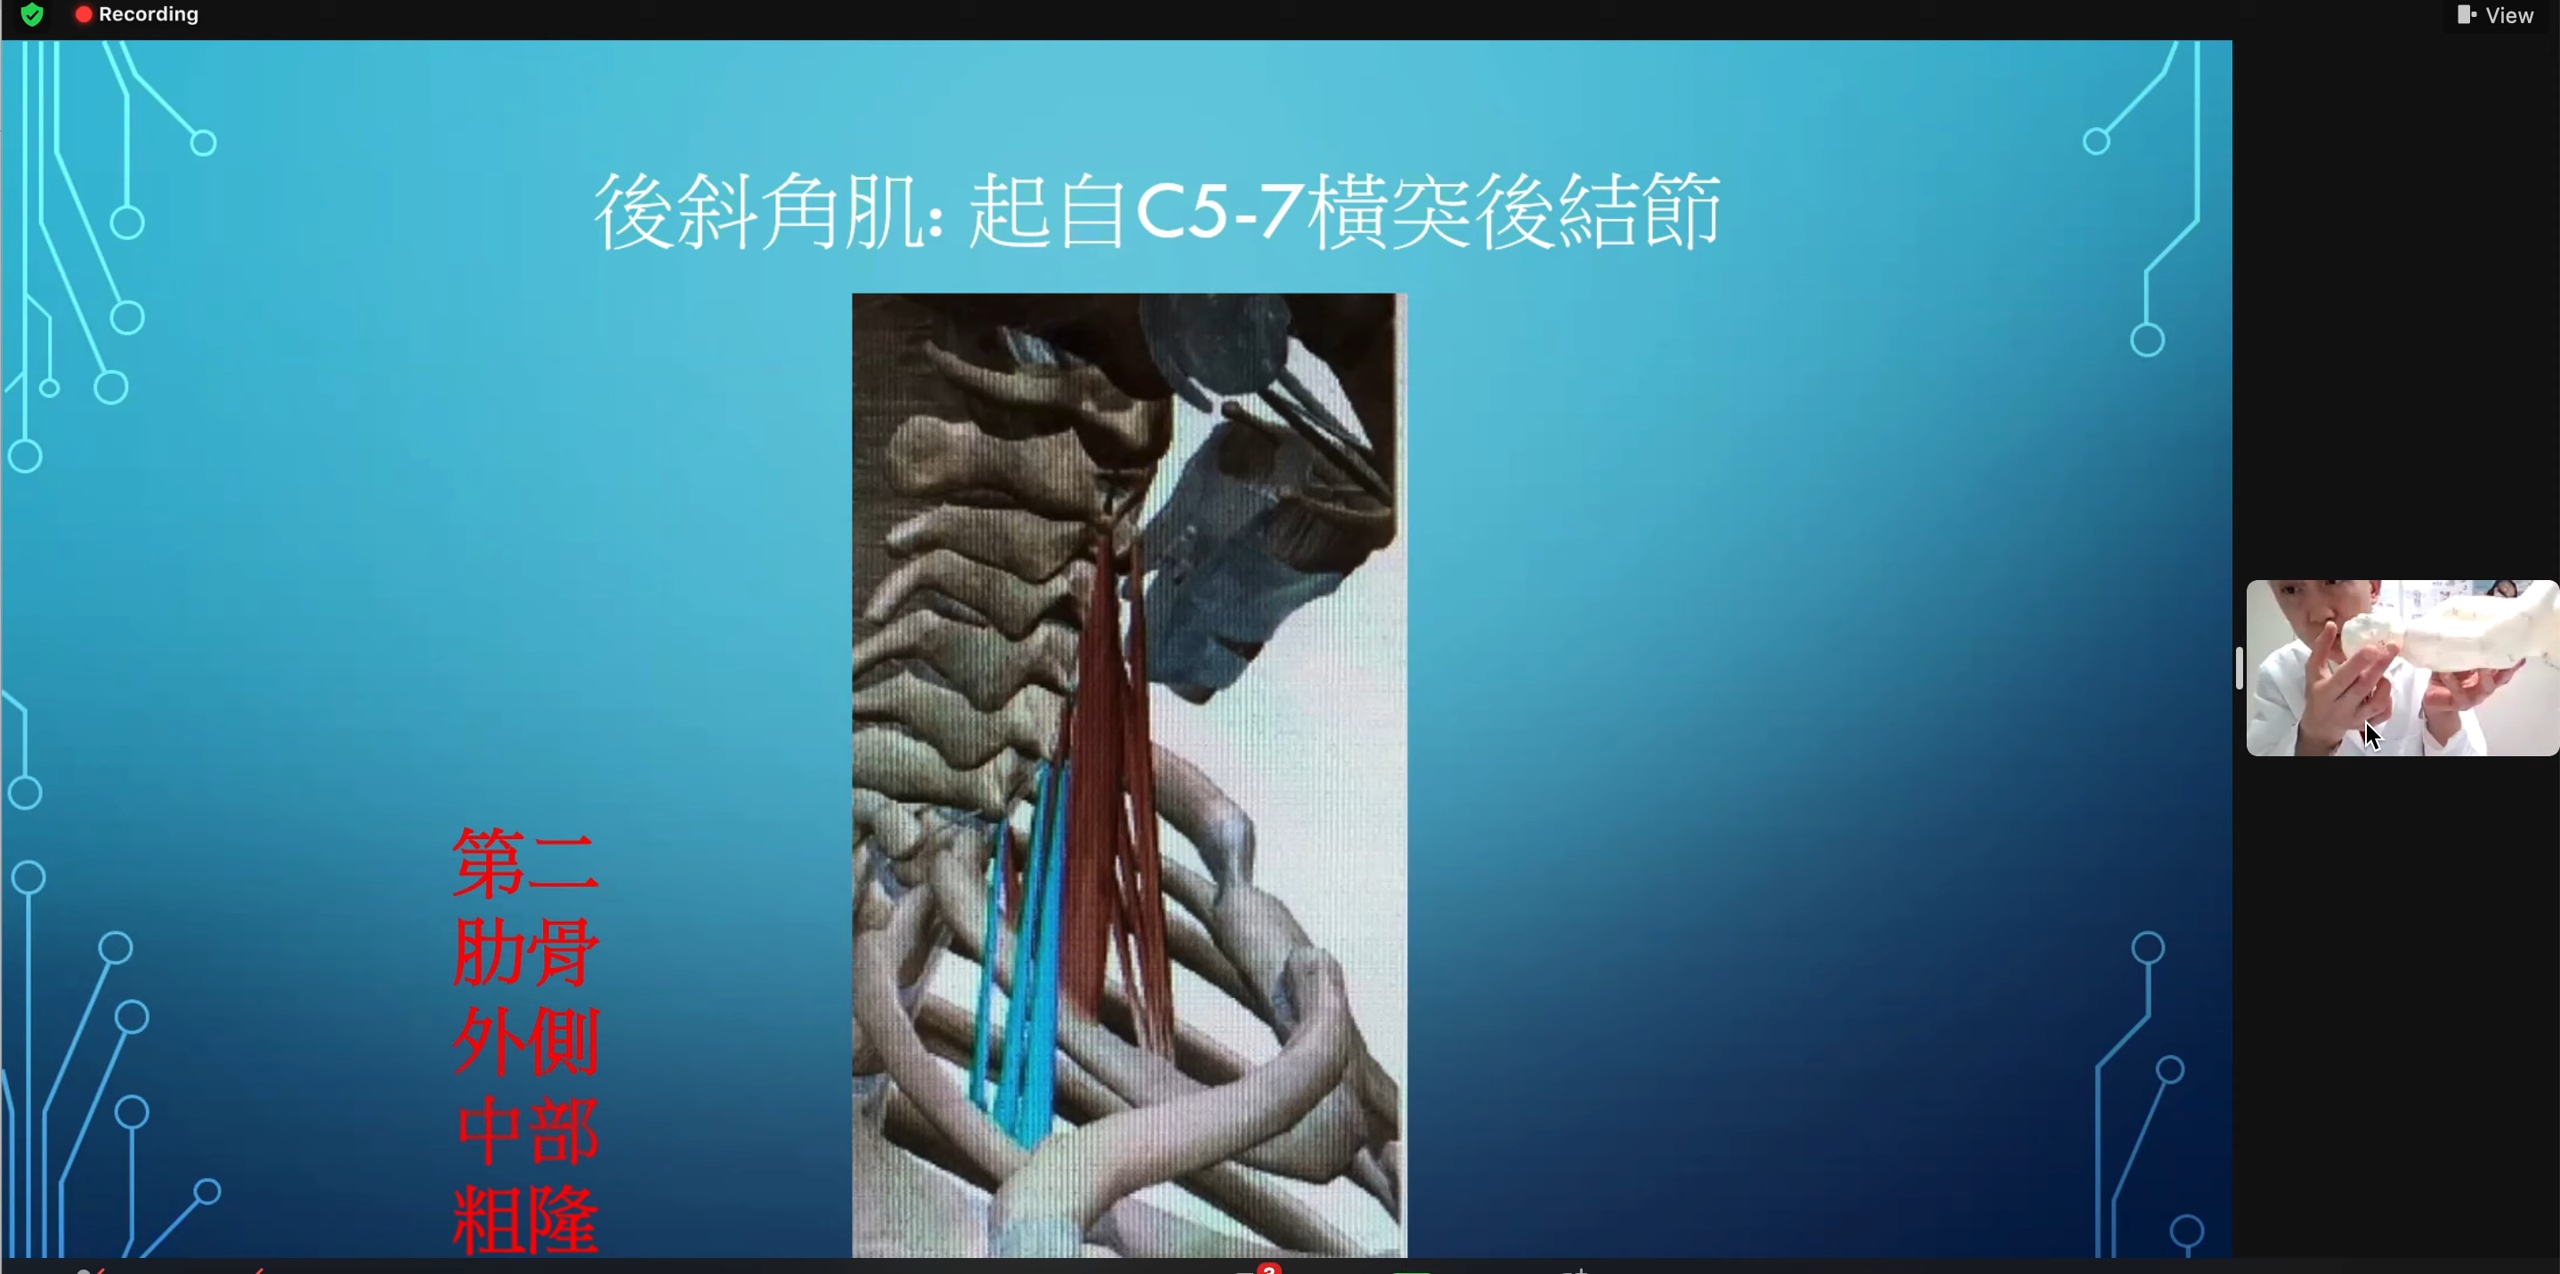 Recording
View
後斜角肌: 起自C5-7橫突後結節
第二
肋骨
外側
中部
粗隆